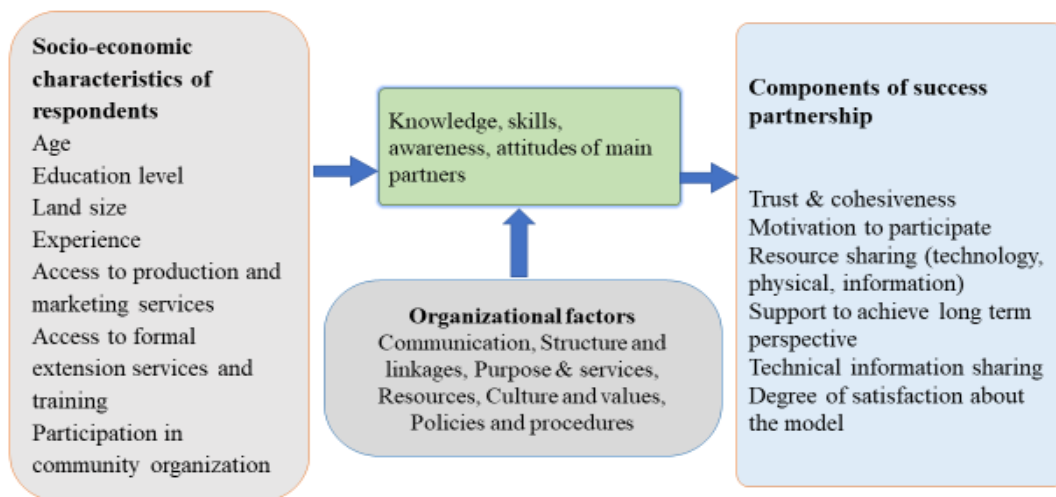 Socio-economic
characteristics of
respondents
Age
Education level
Land size
Experience
Access to production and
marketing services
Access to formal
extension services and
training
Participation in
community organization
Knowledge, skills,
awareness, attitudes of main
partners
Organizational factors
Communication, Structure and
linkages, Purpose & services,
Resources, Culture and values,
Policies and procedures
Components of success
partnership
Trust & cohesiveness
Motivation to participate
Resource sharing (technology,
physical, information)
Support to achieve long term
perspective
Technical information sharing
Degree of satisfaction about
the model